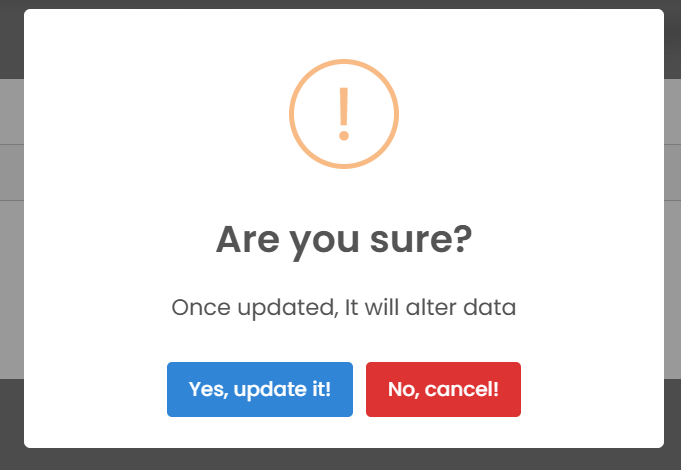 Are you sure?
Once updated, It will alter data
Yes, update it!
No, cancel!